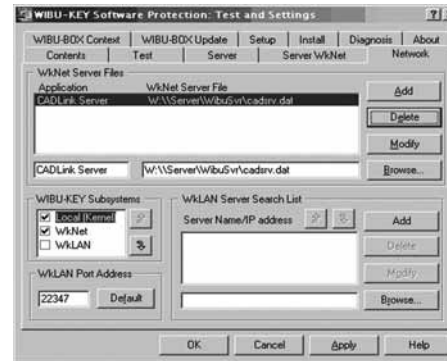 WIBU-KEY Software Protection: Test and Settings
WIBU-BOX Context WIBU-BOX Update Setup Install Diagnosis About
Contents Test Server Server WkNet Network
WkNet Server Files
Application WkNet Server File
CADLink Server W:\\Server\WibuSvr\cadsrv.dat
Add
Delete
Modify
CADLink Server W:\\Server\WibuSvr\cadsrv.dat Browse...
WIBU-KEY Subsystems WkLAN Server Search List
Local (Kernel) Server Name/IP address Add
WkNet
WkLAN Delete
WkLAN Port Address Modify
22347 Default Browse...
OK Cancel Apply Help